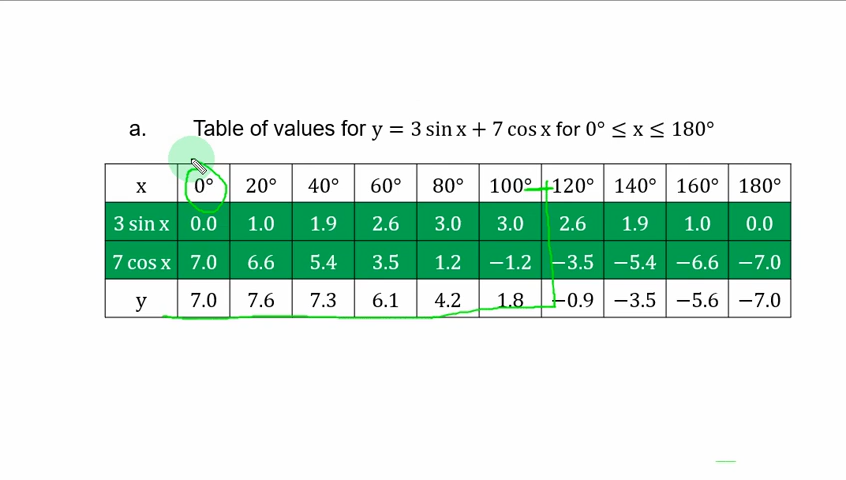 a. Table of values for y = 3 sin x + 7 cos x for 0° ≤ x ≤ 180°
x 0° 20° 40° 60° 80° 100° 120° 140° 160° 180°
3 sin x 0.0 1.0 1.9 2.6 3.0 3.0 2.6 1.9 1.0 0.0
7 cos x 7.0 6.6 5.4 3.5 1.2 −1.2 −3.5 −5.4 −6.6 −7.0
y 7.0 7.6 7.3 6.1 4.2 1.8 −0.9 −3.5 −5.6 −7.0